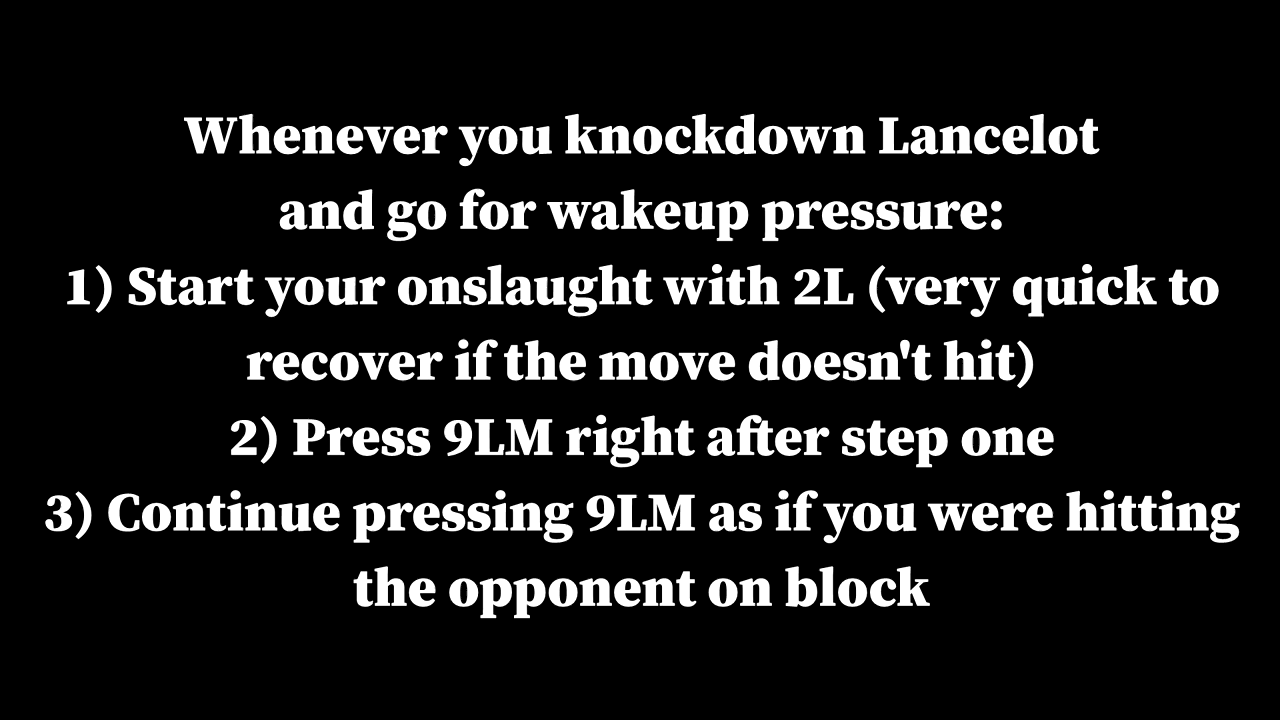 Whenever you knockdown Lancelot
and go for wakeup pressure:
1) Start your onslaught with 2L (very quick to
recover if the move doesn't hit)
2) Press 9LM right after step one
3) Continue pressing 9LM as if you were hitting
the opponent on block